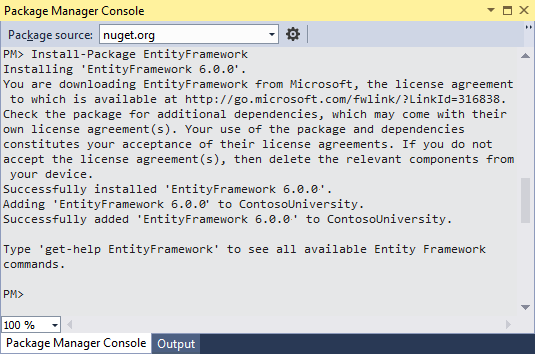 Package Manager Console
Package source: nuget.org
PM> Install-Package EntityFramework
Installing 'EntityFramework 6.0.0'.
You are downloading EntityFramework from Microsoft, the license agreement
to which is available at http://go.microsoft.com/fwlink/?LinkId=316838.
Check the package for additional dependencies, which may come with their
own license agreement(s). Your use of the package and dependencies
constitutes your acceptance of their license agreements. If you do not
accept the license agreement(s), then delete the relevant components from
your device.
Successfully installed 'EntityFramework 6.0.0'.
Adding 'EntityFramework 6.0.0' to ContosoUniversity.
Successfully added 'EntityFramework 6.0.0' to ContosoUniversity.
Type 'get-help EntityFramework' to see all available Entity Framework
commands.
PM>
100 %
Package Manager Console Output